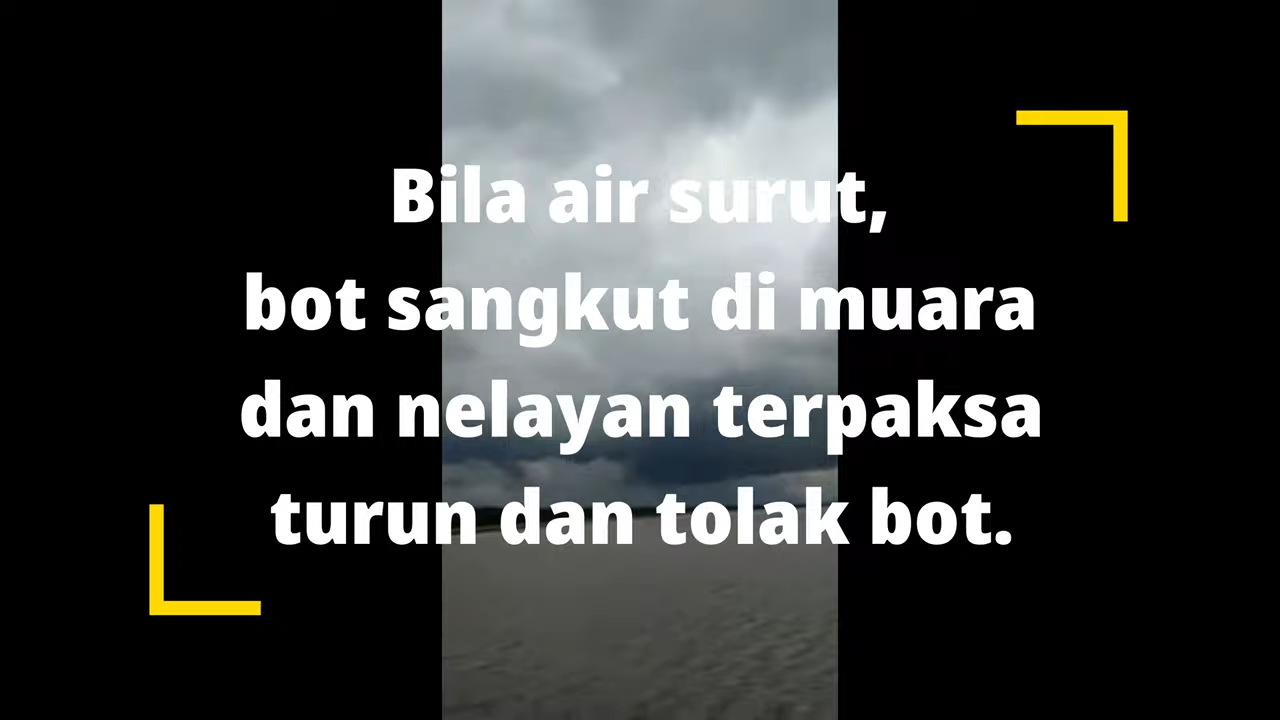 Bila air surut,
bot sangkut di muara
dan nelayan terpaksa
turun dan tolak bot.